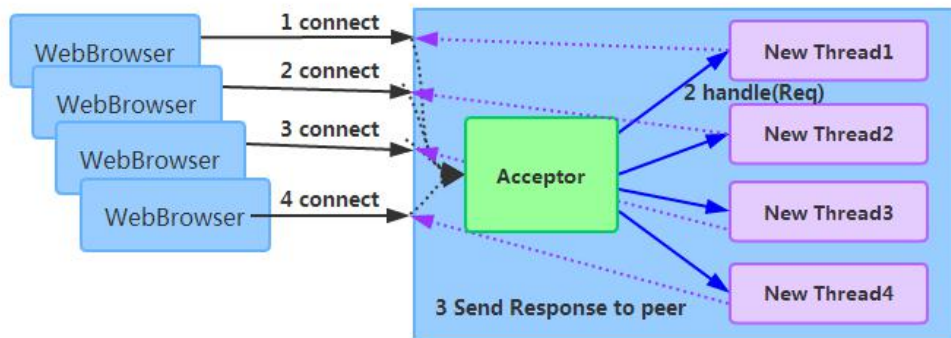 1 connect
WebBrowser
New Thread1
2 connect
WebBrowser
2 handle(Req)
3 connect
New Thread2
WebBrowser
Acceptor
4 connect
WebBrowser
New Thread3
New Thread4
3 Send Response to peer